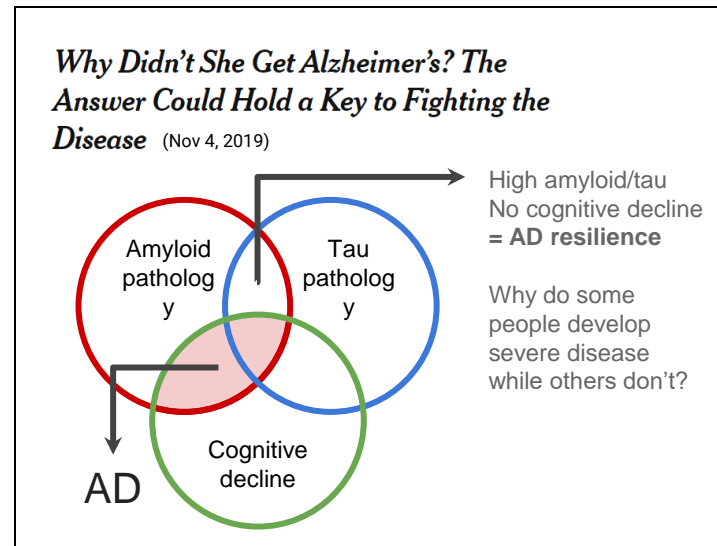 Why Didn't She Get Alzheimer's? The
Answer Could Hold a Key to Fighting the
Disease (Nov 4, 2019)
High amyloid/tau
No cognitive decline
= AD resilience
Amyloid
patholog
y
Tau
patholog
y
Why do some
people develop
severe disease
while others don't?
Cognitive
decline
AD